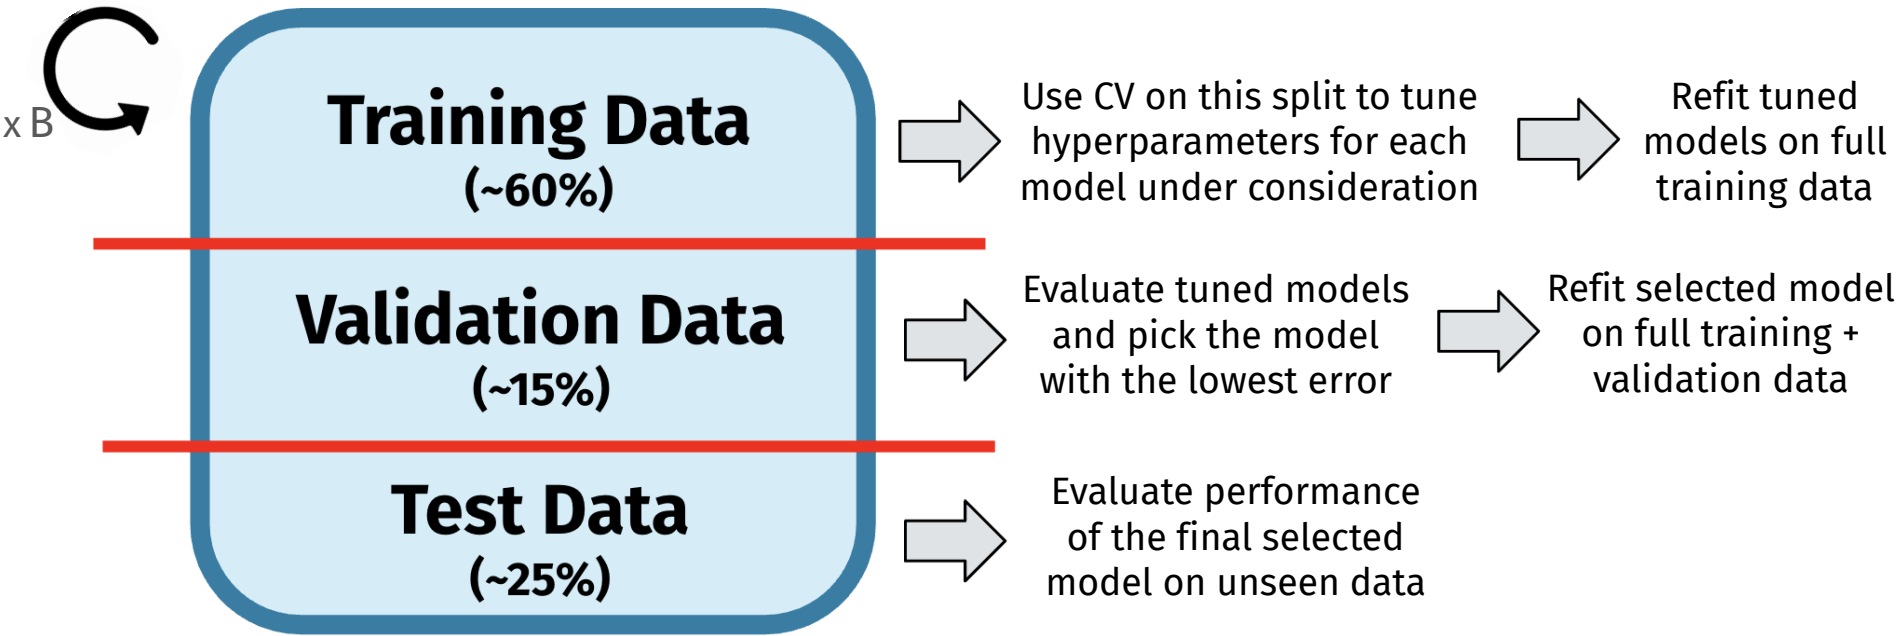 x B
Training Data
(~60%)
Use CV on this split to tune
hyperparameters for each
model under consideration
Refit tuned
models on full
training data
Validation Data
(~15%)
Evaluate tuned models
and pick the model
with the lowest error
Refit selected model
on full training +
validation data
Test Data
(~25%)
Evaluate performance
of the final selected
model on unseen data